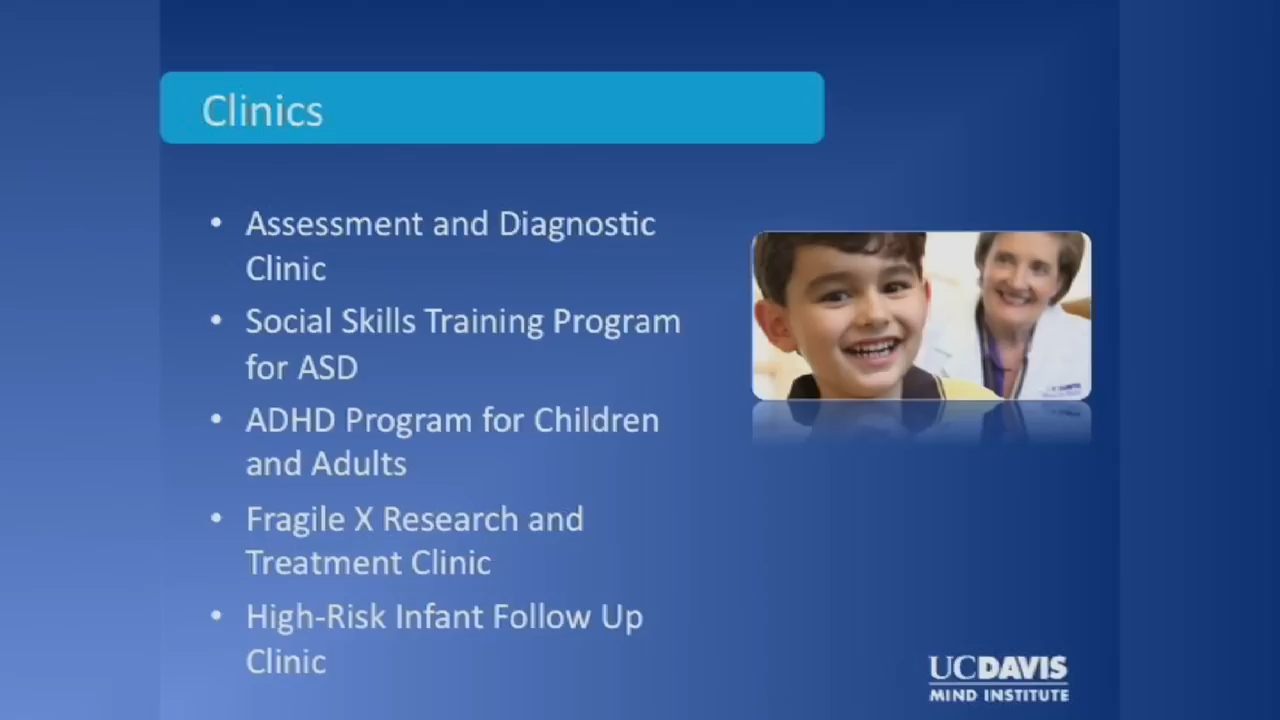 Clinics
• Assessment and Diagnostic
Clinic
• Social Skills Training Program
for ASD
• ADHD Program for Children
and Adults
• Fragile X Research and
Treatment Clinic
• High-Risk Infant Follow Up
Clinic
UCDAVIS
MIND INSTITUTE